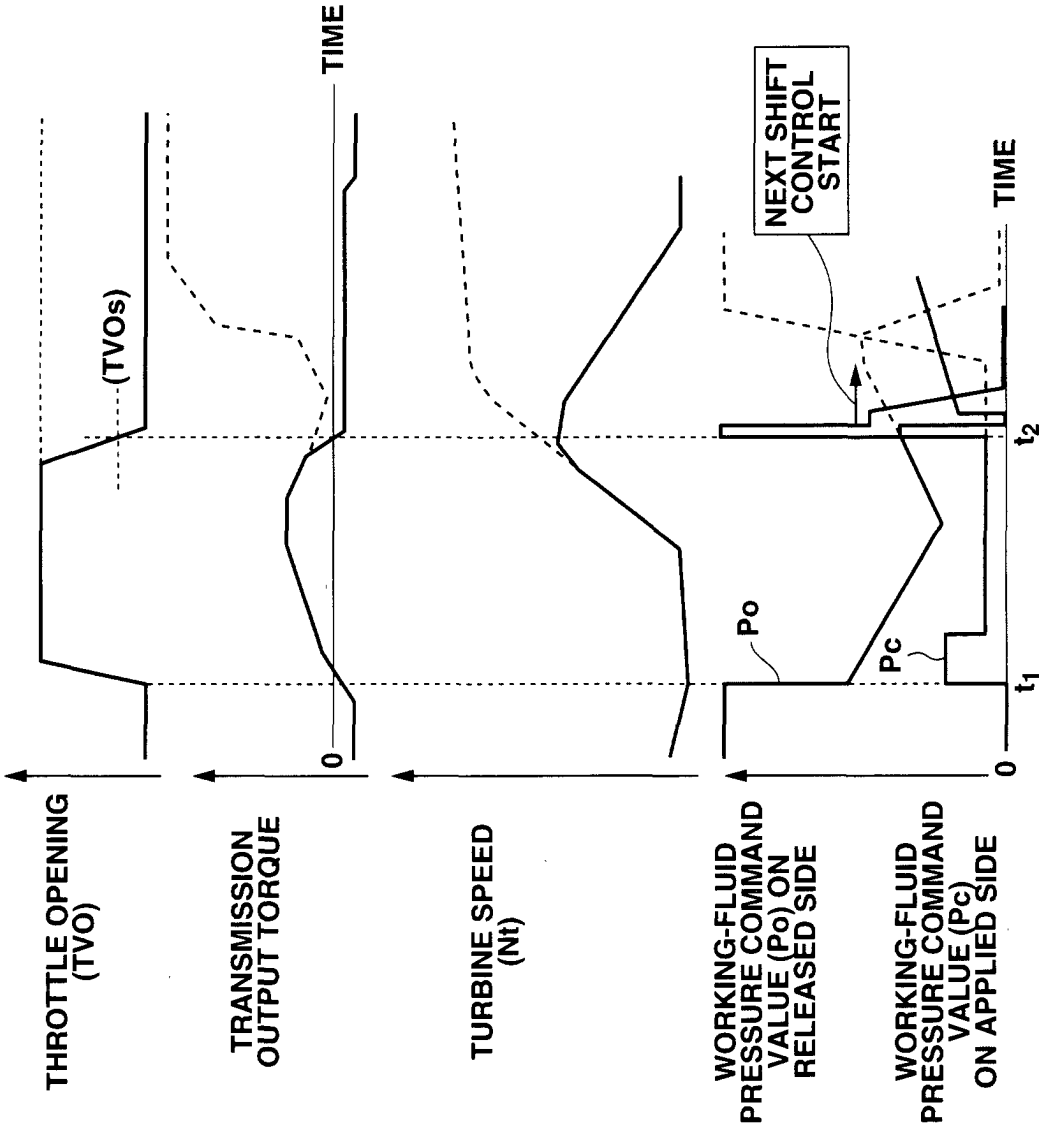 THROTTLE OPENING
(TVO)
(TVOs)
TRANSMISSION
OUTPUT TORQUE
0
TIME
TURBINE SPEED
(Nt)
WORKING-FLUID
PRESSURE COMMAND
VALUE (Po) ON
RELEASED SIDE
Po
NEXT SHIFT
CONTROL
START
WORKING-FLUID
PRESSURE COMMAND
VALUE (Pc)
ON APPLIED SIDE
Pc
0
t1
t2
TIME